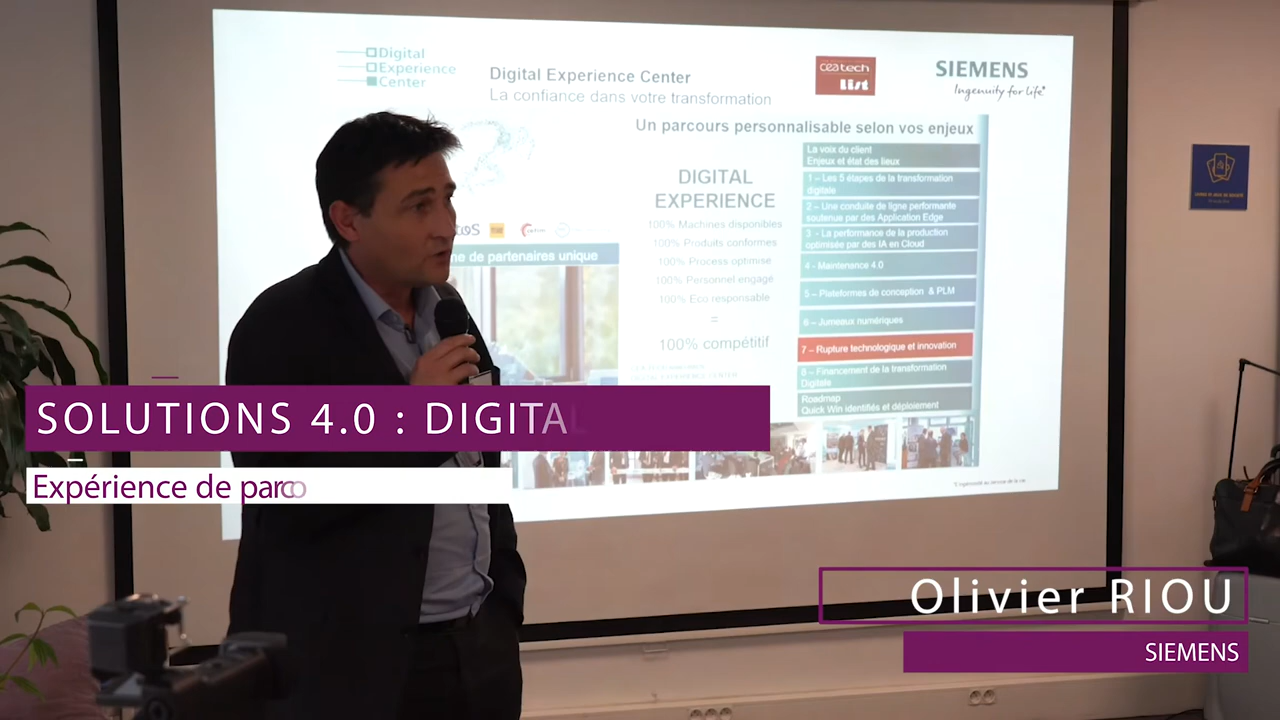 Digital
Experience
Center
Digital Experience Center
La confiance dans votre transformation
ceatech
list
SIEMENS
Ingenuity for life*
Un parcours personnalisable selon vos enjeux
DIGITAL
EXPERIENCE
100% Machines disponibles
100% Produits conformes
100% Process optimisé
100% Personnel engagé
100% Eco responsable
=
100% compétitif
La voix du client
Enjeux et état des lieux
1 – Les 5 étapes de la transformation
digitale
2 – Une conduite de ligne performante
soutenue par des Application Edge
3 – La performance de la production
optimisée par des IA en Cloud
4 - Maintenance 4.0
5 – Plateformes de conception & PLM
6 – Jumeaux numériques
7 – Rupture technologique et innovation
8 – Financement de la transformation
Digitale
Roadmap
Quick Win identifiés et déploiement
de partenaires unique
SOLUTIONS 4.0 : DIGITA
Expérience de parco
Olivier RIOU
SIEMENS